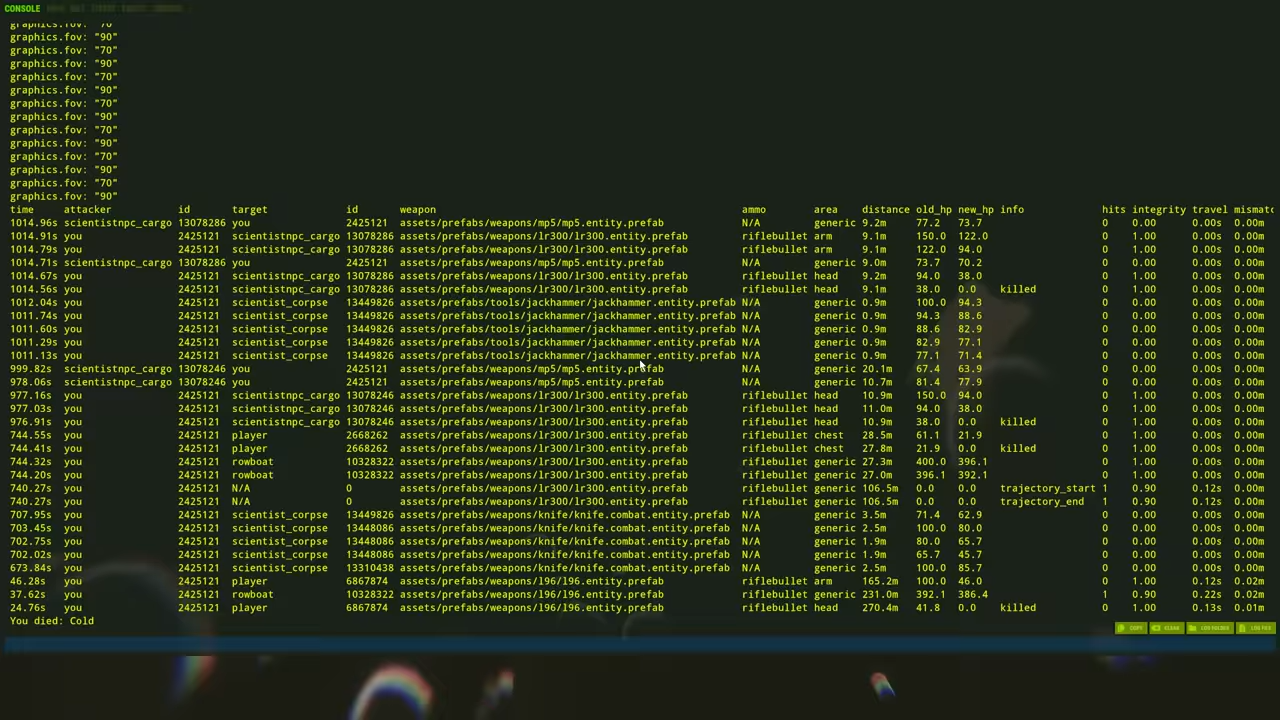 CONSOLE
graphics.fov: "70"
graphics.fov: "90"
graphics.fov: "70"
graphics.fov: "90"
graphics.fov: "70"
graphics.fov: "90"
graphics.fov: "70"
graphics.fov: "90"
graphics.fov: "70"
graphics.fov: "90"
graphics.fov: "70"
graphics.fov: "90"
graphics.fov: "70"
graphics.fov: "90"
time attacker id target id weapon ammo area distance old_hp new_hp info hits integrity travel mismatc
1014.96s scientistnpc_cargo 13078286 you 2425121 assets/prefabs/weapons/mp5/mp5.entity.prefab N/A generic 9.2m 77.2 73.7 0 0.00 0.00s 0.00m
1014.91s you 2425121 scientistnpc_cargo 13078286 assets/prefabs/weapons/lr300/lr300.entity.prefab riflebullet arm 9.1m 150.0 122.0 0 1.00 0.00s 0.00m
1014.79s you 2425121 scientistnpc_cargo 13078286 assets/prefabs/weapons/lr300/lr300.entity.prefab riflebullet arm 9.1m 122.0 94.0 0 1.00 0.00s 0.00m
1014.71s scientistnpc_cargo 13078286 you 2425121 assets/prefabs/weapons/mp5/mp5.entity.prefab N/A generic 9.0m 73.7 70.2 0 0.00 0.00s 0.00m
1014.67s you 2425121 scientistnpc_cargo 13078286 assets/prefabs/weapons/lr300/lr300.entity.prefab riflebullet head 9.2m 94.0 38.0 0 1.00 0.00s 0.00m
1014.56s you 2425121 scientistnpc_cargo 13078286 assets/prefabs/weapons/lr300/lr300.entity.prefab riflebullet head 9.1m 38.0 0.0 killed 0 1.00 0.00s 0.00m
1012.04s you 2425121 scientist_corpse 13449826 assets/prefabs/tools/jackhammer/jackhammer.entity.prefab N/A generic 0.9m 100.0 94.3 0 1.00 0.00s 0.00m
1011.74s you 2425121 scientist_corpse 13449826 assets/prefabs/tools/jackhammer/jackhammer.entity.prefab N/A generic 0.9m 94.3 88.6 0 1.00 0.00s 0.00m
1011.60s you 2425121 scientist_corpse 13449826 assets/prefabs/tools/jackhammer/jackhammer.entity.prefab N/A generic 0.9m 88.6 82.9 0 1.00 0.00s 0.00m
1011.29s you 2425121 scientist_corpse 13449826 assets/prefabs/tools/jackhammer/jackhammer.entity.prefab N/A generic 0.9m 82.9 77.1 0 1.00 0.00s 0.00m
1011.13s you 2425121 scientist_corpse 13449826 assets/prefabs/tools/jackhammer/jackhammer.entity.prefab N/A generic 0.9m 77.1 71.4 0 1.00 0.00s 0.00m
999.82s scientistnpc_cargo 13078246 you 2425121 assets/prefabs/weapons/mp5/mp5.entity.prefab N/A generic 20.1m 67.4 63.9 0 0.00 0.00s 0.00m
978.06s scientistnpc_cargo 13078246 you 2425121 assets/prefabs/weapons/mp5/mp5.entity.prefab N/A generic 10.7m 81.4 77.9 0 0.00 0.00s 0.00m
977.16s you 2425121 scientistnpc_cargo 13078246 assets/prefabs/weapons/lr300/lr300.entity.prefab riflebullet head 10.9m 150.0 94.0 0 1.00 0.00s 0.00m
977.03s you 2425121 scientistnpc_cargo 13078246 assets/prefabs/weapons/lr300/lr300.entity.prefab riflebullet head 11.0m 94.0 38.0 0 1.00 0.00s 0.00m
976.91s you 2425121 scientistnpc_cargo 13078246 assets/prefabs/weapons/lr300/lr300.entity.prefab riflebullet head 10.9m 38.0 0.0 killed 0 1.00 0.00s 0.00m
744.55s you 2425121 player 2668262 assets/prefabs/weapons/lr300/lr300.entity.prefab riflebullet chest 28.5m 61.1 21.9 0 1.00 0.00s 0.00m
744.41s you 2425121 player 2668262 assets/prefabs/weapons/lr300/lr300.entity.prefab riflebullet chest 27.8m 21.9 0.0 killed 0 1.00 0.00s 0.00m
744.32s you 2425121 rowboat 10328322 assets/prefabs/weapons/lr300/lr300.entity.prefab riflebullet generic 27.3m 400.0 396.1 0 1.00 0.00s 0.00m
744.20s you 2425121 rowboat 10328322 assets/prefabs/weapons/lr300/lr300.entity.prefab riflebullet generic 27.0m 396.1 392.1 0 1.00 0.00s 0.00m
740.27s you 2425121 N/A 0 assets/prefabs/weapons/lr300/lr300.entity.prefab riflebullet generic 106.5m 0.0 0.0 trajectory_start 1 0.90 0.12s 0.00m
740.27s you 2425121 N/A 0 assets/prefabs/weapons/lr300/lr300.entity.prefab riflebullet generic 106.5m 0.0 0.0 trajectory_end 1 0.90 0.12s 0.00m
707.95s you 2425121 scientist_corpse 13449826 assets/prefabs/weapons/knife/knife.combat.entity.prefab N/A generic 3.5m 71.4 62.9 0 1.00 0.00s 0.00m
703.45s you 2425121 scientist_corpse 13448086 assets/prefabs/weapons/knife/knife.combat.entity.prefab N/A generic 2.5m 100.0 80.0 0 1.00 0.00s 0.00m
702.75s you 2425121 scientist_corpse 13448086 assets/prefabs/weapons/knife/knife.combat.entity.prefab N/A generic 1.9m 80.0 65.7 0 1.00 0.00s 0.00m
702.02s you 2425121 scientist_corpse 13448086 assets/prefabs/weapons/knife/knife.combat.entity.prefab N/A generic 1.9m 65.7 45.7 0 1.00 0.00s 0.00m
673.84s you 2425121 scientist_corpse 13310438 assets/prefabs/weapons/knife/knife.combat.entity.prefab N/A generic 2.5m 100.0 85.7 0 1.00 0.00s 0.00m
46.28s you 2425121 player 6867874 assets/prefabs/weapons/l96/l96.entity.prefab riflebullet arm 165.2m 100.0 46.0 0 1.00 0.12s 0.02m
37.62s you 2425121 rowboat 10328322 assets/prefabs/weapons/l96/l96.entity.prefab riflebullet generic 231.0m 392.1 386.4 1 0.90 0.22s 0.02m
24.76s you 2425121 player 6867874 assets/prefabs/weapons/l96/l96.entity.prefab riflebullet head 270.4m 41.8 0.0 killed 0 1.00 0.13s 0.01m
You died: Cold
COPY CLEAR LOG FOLDER LOG FILE